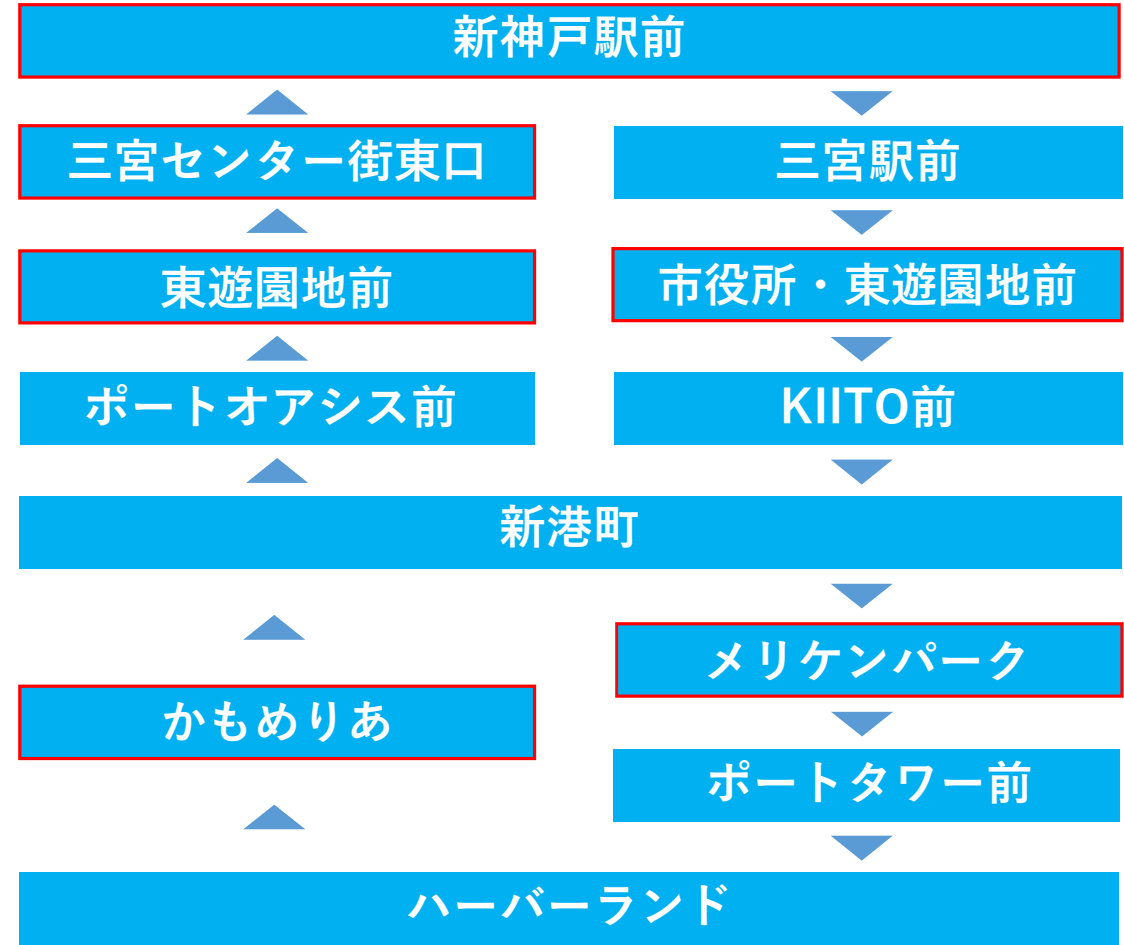 新神戸駅前
三宮センター街東口
三宮駅前
東遊園地前
市役所・東遊園地前
ポートオアシス前
KIITO前
新港町
メリケンパーク
かもめりあ
ポートタワー前
ハーバーランド